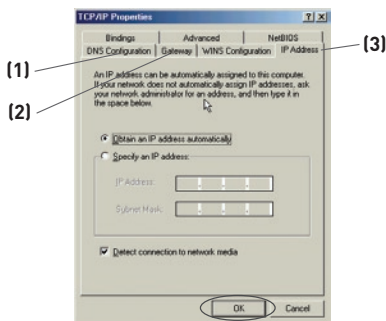 TCP/IP Properties
Bindings Advanced NetBIOS
DNS Configuration Gateway WINS Configuration IP Address
(1)
(2)
(3)
An IP address can be automatically assigned to this computer.
If your network does not automatically assign IP addresses, ask
your network administrator for an address, and then type it in
the space below.
Obtain an IP address automatically
Specify an IP address:
IP Address:
Subnet Mask:
Detect connection to network media
OK Cancel